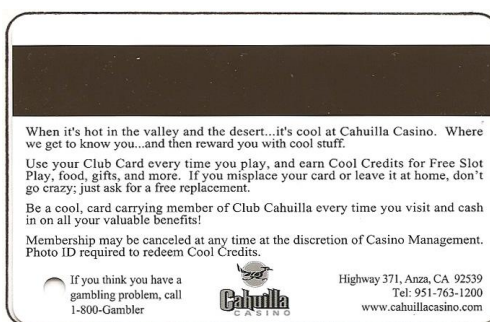 When it's hot in the valley and the desert...it's cool at Cahuilla Casino. Where
we get to know you...and then reward you with cool stuff.
Use your Club Card every time you play, and earn Cool Credits for Free Slot
Play, food, gifts, and more. If you misplace your card or leave it at home, don't
go crazy; just ask for a free replacement.
Be a cool, card carrying member of Club Cahuilla every time you visit and cash
in on all your valuable benefits!
Membership may be canceled at any time at the discretion of Casino Management.
Photo ID required to redeem Cool Credits.
If you think you have a
gambling problem, call
1-800-Gambler
Cahuilla
CASINO
Highway 371, Anza, CA 92539
Tel: 951-763-1200
www.cahuillacasino.com